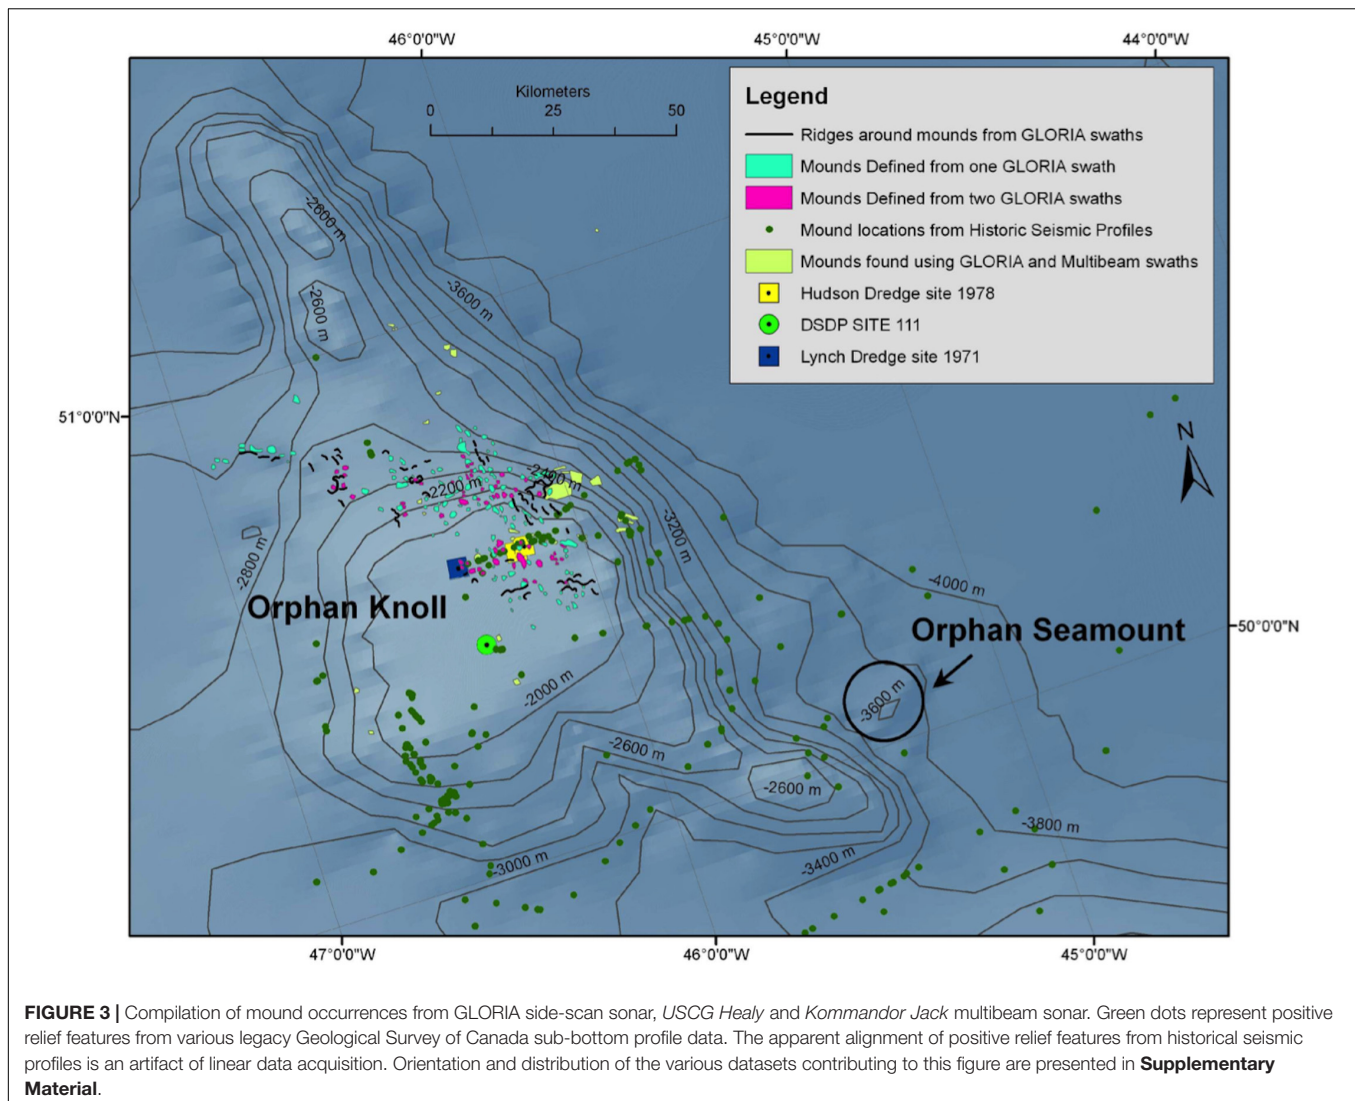 46°0'0"W
45°0'0"W
44°0'0"W
Kilometers
0
25
50
Legend
Ridges around mounds from GLORIA swaths
Mounds Defined from one GLORIA swath
Mounds Defined from two GLORIA swaths
Mound locations from Historic Seismic Profiles
Mounds found using GLORIA and Multibeam swaths
Hudson Dredge site 1978
DSDP SITE 111
Lynch Dredge site 1971
-2600 m
-2600 m
-3600 m
51°0'0"N
N
-2400 m
-2200 m
-3200 m
-2800 m
-4000 m
Orphan Knoll
Orphan Seamount
50°0'0"N
-2000 m
-3600 m
-2600 m
-2600 m
-3800 m
-3000 m
-3400 m
47°0'0"W
46°0'0"W
45°0'0"W
FIGURE 3 | Compilation of mound occurrences from GLORIA side-scan sonar, USCG Healy and Kommandor Jack multibeam sonar. Green dots represent positive
relief features from various legacy Geological Survey of Canada sub-bottom profile data. The apparent alignment of positive relief features from historical seismic
profiles is an artifact of linear data acquisition. Orientation and distribution of the various datasets contributing to this figure are presented in Supplementary
Material.